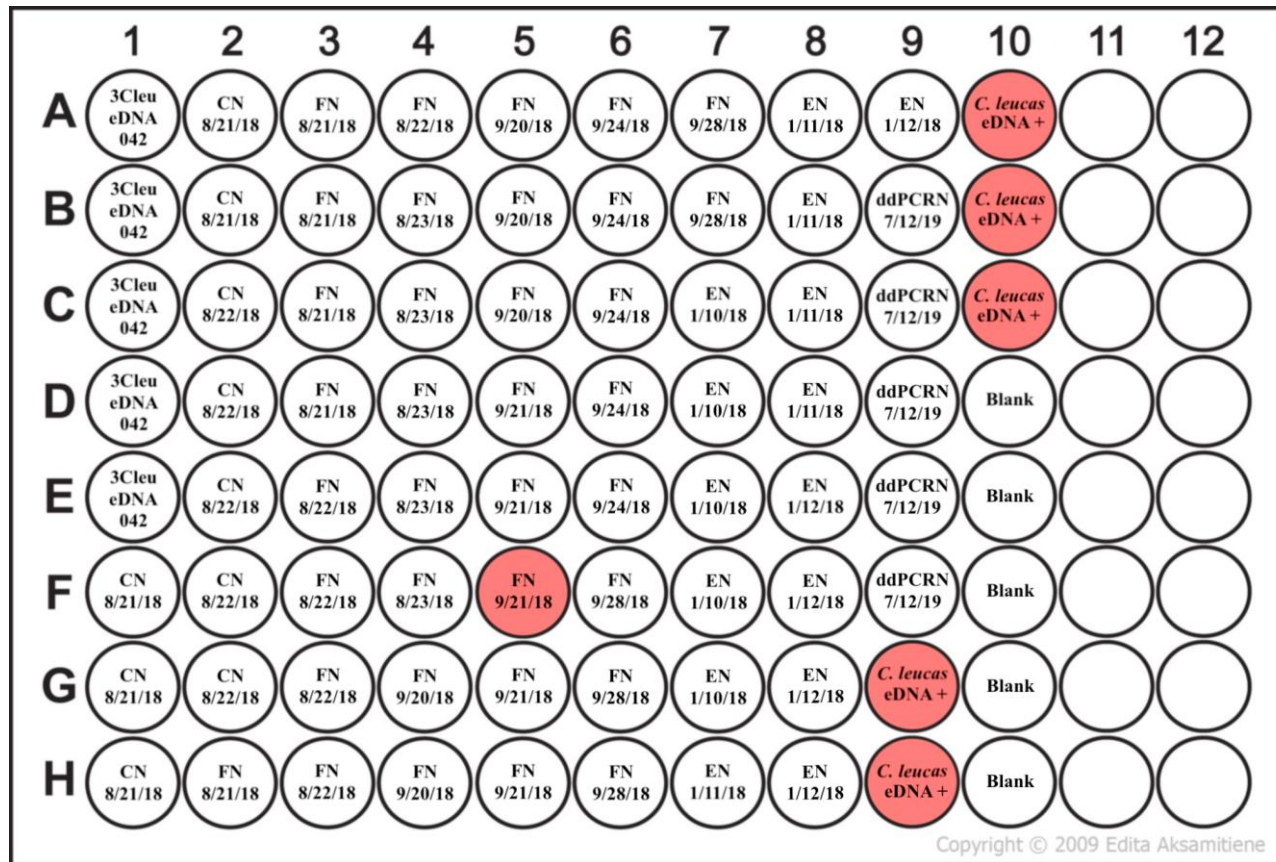 1 2 3 4 5 6 7 8 9 10 11 12
A
3Cleu
eDNA
042
CN
8/21/18
FN
8/21/18
FN
8/22/18
FN
9/20/18
FN
9/24/18
FN
9/28/18
EN
1/11/18
EN
1/12/18
C. leucas
eDNA +
B
3Cleu
eDNA
042
CN
8/21/18
FN
8/21/18
FN
8/23/18
FN
9/20/18
FN
9/24/18
FN
9/28/18
EN
1/11/18
ddPCRN
7/12/19
C. leucas
eDNA +
C
3Cleu
eDNA
042
CN
8/22/18
FN
8/21/18
FN
8/23/18
FN
9/20/18
FN
9/24/18
EN
1/10/18
EN
1/11/18
ddPCRN
7/12/19
C. leucas
eDNA +
D
3Cleu
eDNA
042
CN
8/22/18
FN
8/21/18
FN
8/23/18
FN
9/21/18
FN
9/24/18
EN
1/10/18
EN
1/11/18
ddPCRN
7/12/19
Blank
E
3Cleu
eDNA
042
CN
8/22/18
FN
8/22/18
FN
8/23/18
FN
9/21/18
FN
9/24/18
EN
1/10/18
EN
1/12/18
ddPCRN
7/12/19
Blank
F
CN
8/21/18
CN
8/22/18
FN
8/22/18
FN
8/23/18
FN
9/21/18
FN
9/28/18
EN
1/10/18
EN
1/12/18
ddPCRN
7/12/19
Blank
G
CN
8/21/18
CN
8/22/18
FN
8/22/18
FN
9/20/18
FN
9/21/18
FN
9/28/18
EN
1/10/18
EN
1/12/18
C. leucas
eDNA +
Blank
H
CN
8/21/18
FN
8/21/18
FN
8/22/18
FN
9/20/18
FN
9/21/18
FN
9/28/18
EN
1/11/18
EN
1/12/18
C. leucas
eDNA +
Blank
Copyright © 2009 Edita Aksamitiene